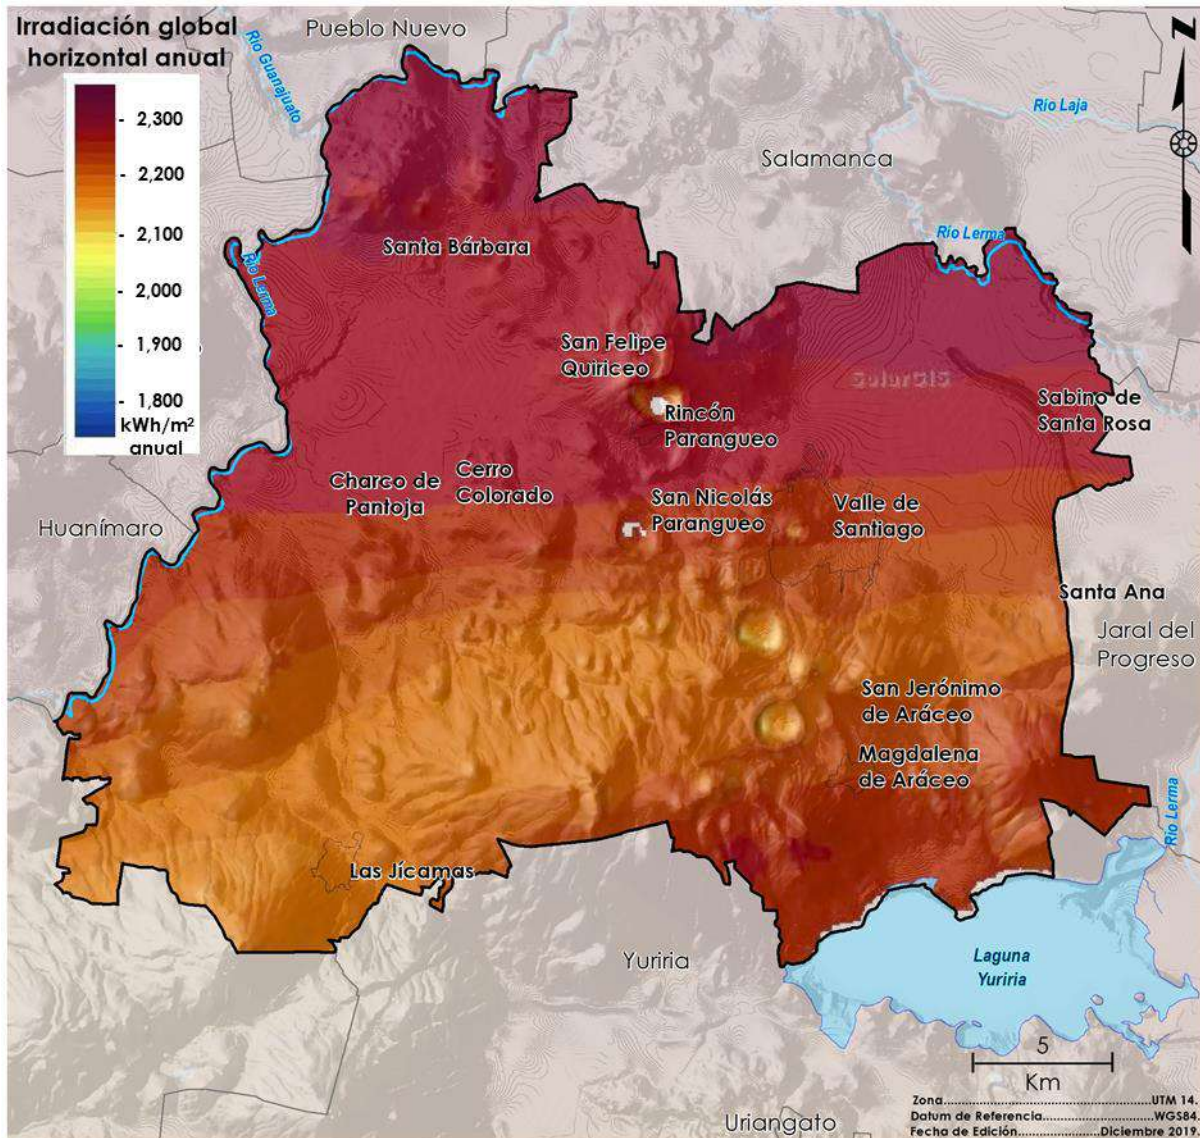 Irradiación global
horizontal anual
2,300
2,200
2,100
2,000
1,900
1,800
kWh/m²
anual
Pueblo Nuevo
Río Guanajuato
Río Laja
Salamanca
Z
Santa Bárbara
Río Lerma
Río Lerma
San Felipe
Quiriceo
SolarGIS
Rincón
Parangueo
Sabino de
Santa Rosa
Charco de
Pantoja
Cerro
Colorado
San Nicolás
Parangueo
Valle de
Santiago
Huanímaro
Santa Ana
Jaral del
Progreso
San Jerónimo
de Aráceo
Magdalena
de Aráceo
Río Lerma
Las Jícamas
Yuriria
Laguna
Yuriria
5
Km
Uriangato
Zona....................................UTM 14.
Datum de Referencia....................WGS84.
Fecha de Edición.................Diciembre 2019.